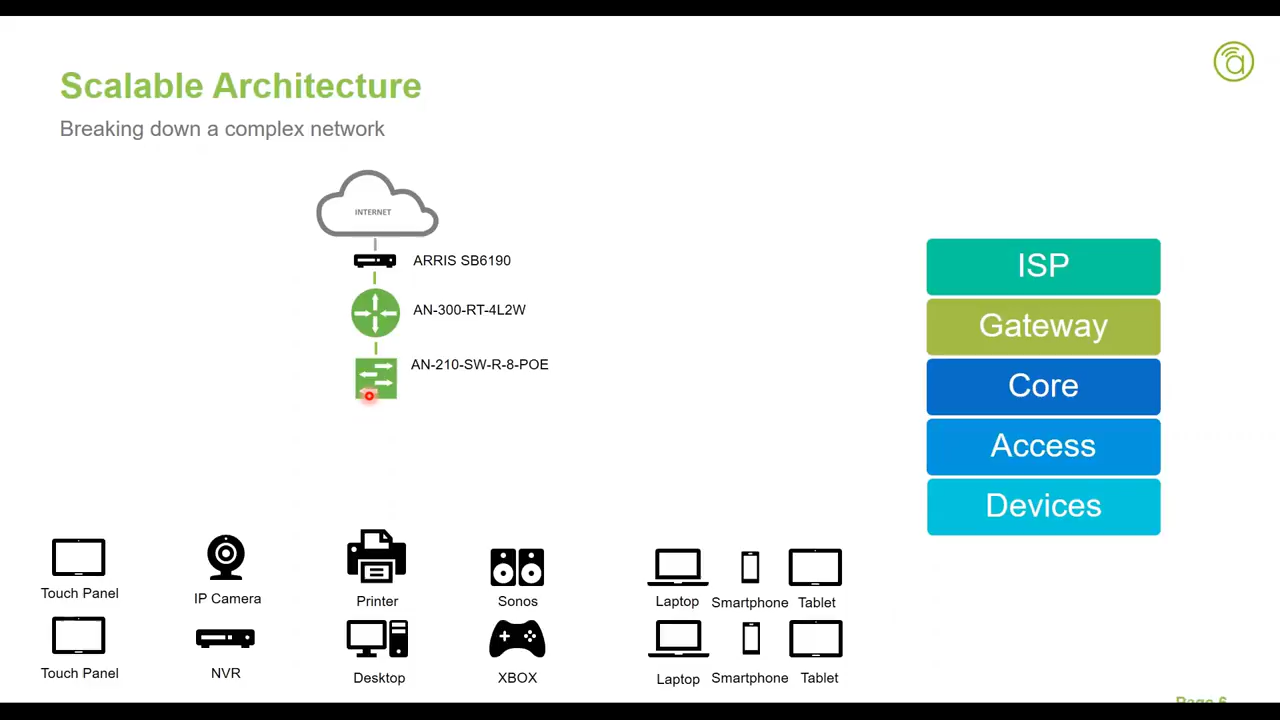 Scalable Architecture
Breaking down a complex network
INTERNET
ARRIS SB6190
AN-300-RT-4L2W
AN-210-SW-R-8-POE
ISP
Gateway
Core
Access
Devices
Touch Panel
IP Camera
Printer
Sonos
Laptop
Smartphone
Tablet
Touch Panel
NVR
Desktop
XBOX
Laptop
Smartphone
Tablet
Page 6